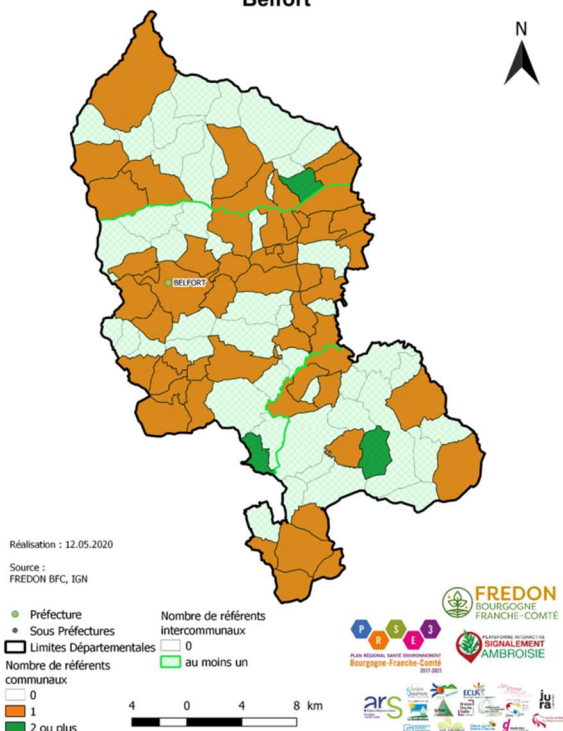 Belfort
N
BELFORT
Réalisation : 12.05.2020
Source :
FREDON BFC, IGN
Préfecture
Sous Préfectures
Limites Départementales
Nombre de référents
communaux
0
1
2 ou plus
Nombre de référents
intercommunaux
0
au moins un
4 0 4 8 km
FREDON
BOURGOGNE
FRANCHE-COMTÉ
PRSE3
PLAN RÉGIONAL SANTÉ ENVIRONNEMENT
Bourgogne-Franche-Comté
2017-2021
PLATEFORME INTERACTIVE
SIGNALEMENT
AMBROISIE
ars
jura